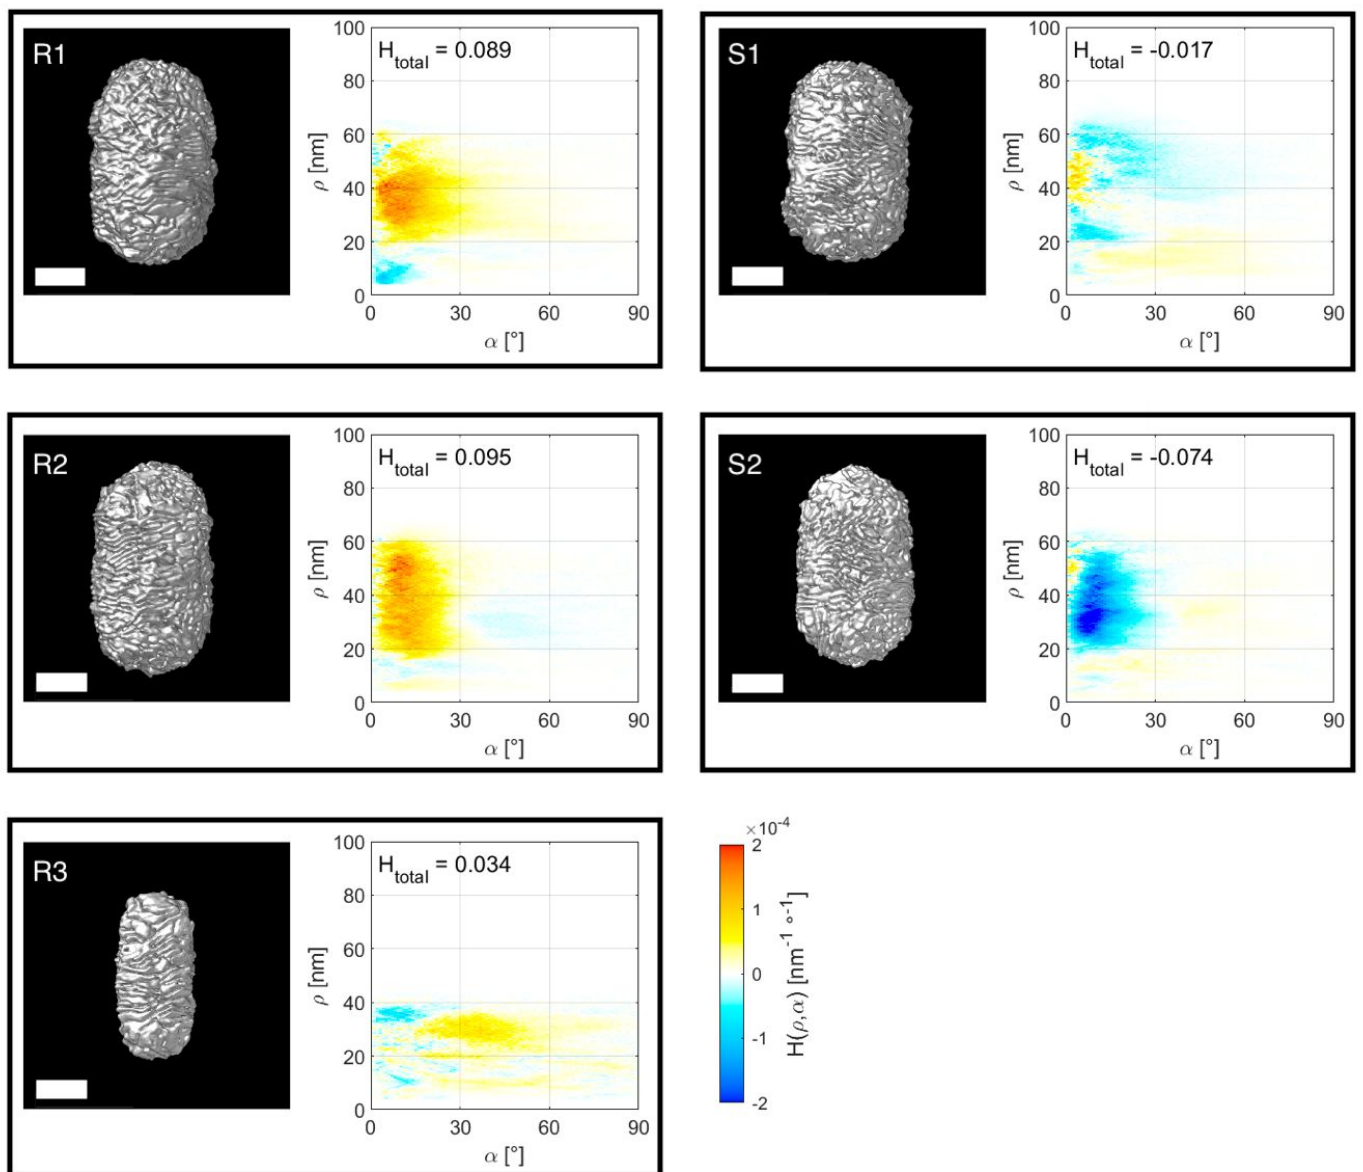 R1
H_total = 0.089
100
80
60
40
20
0
ρ [nm]
0 30 60 90
α [°]
S1
H_total = -0.017
100
80
60
40
20
0
ρ [nm]
0 30 60 90
α [°]
R2
H_total = 0.095
100
80
60
40
20
0
ρ [nm]
0 30 60 90
α [°]
S2
H_total = -0.074
100
80
60
40
20
0
ρ [nm]
0 30 60 90
α [°]
R3
H_total = 0.034
100
80
60
40
20
0
ρ [nm]
0 30 60 90
α [°]
×10⁻⁴
2
1
0
-1
-2
H(ρ,α) [nm⁻¹ °⁻¹]